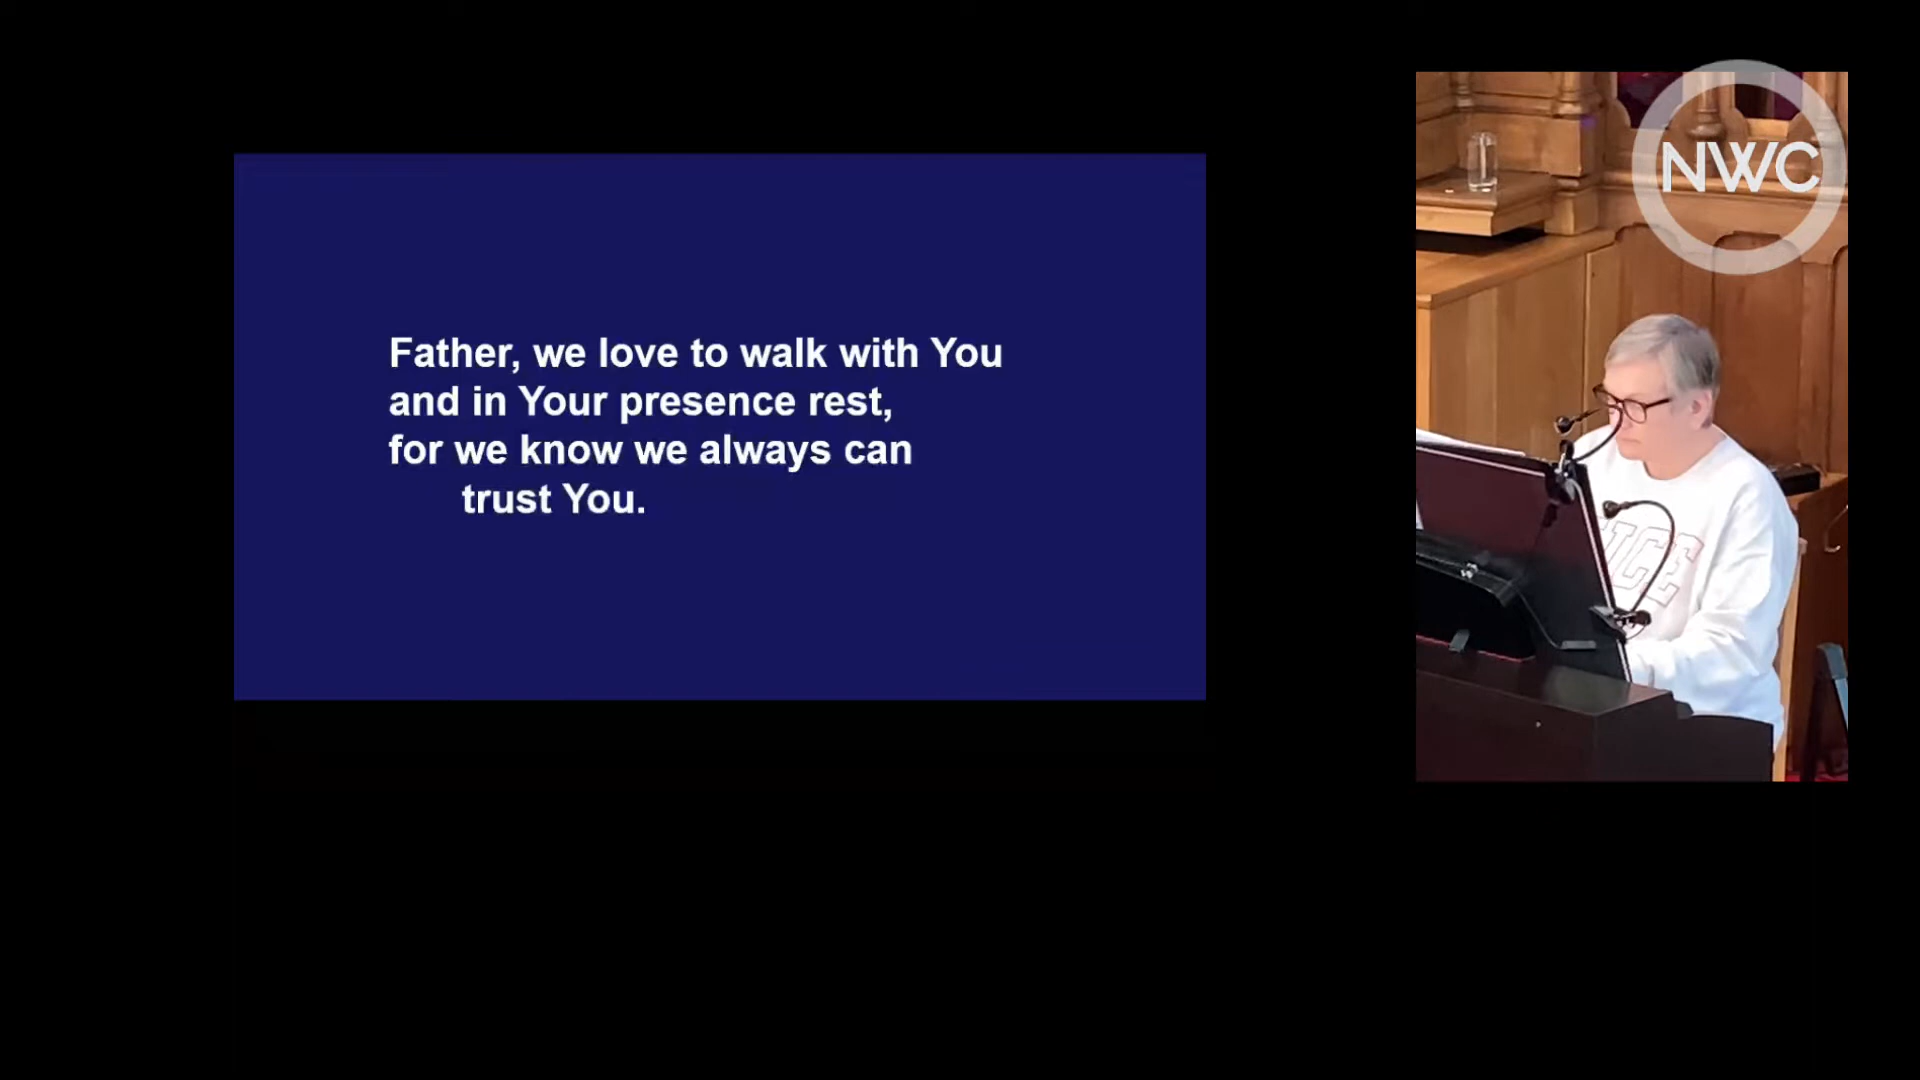 Father, we love to walk with You
and in Your presence rest,
for we know we always can
trust You.
NWC